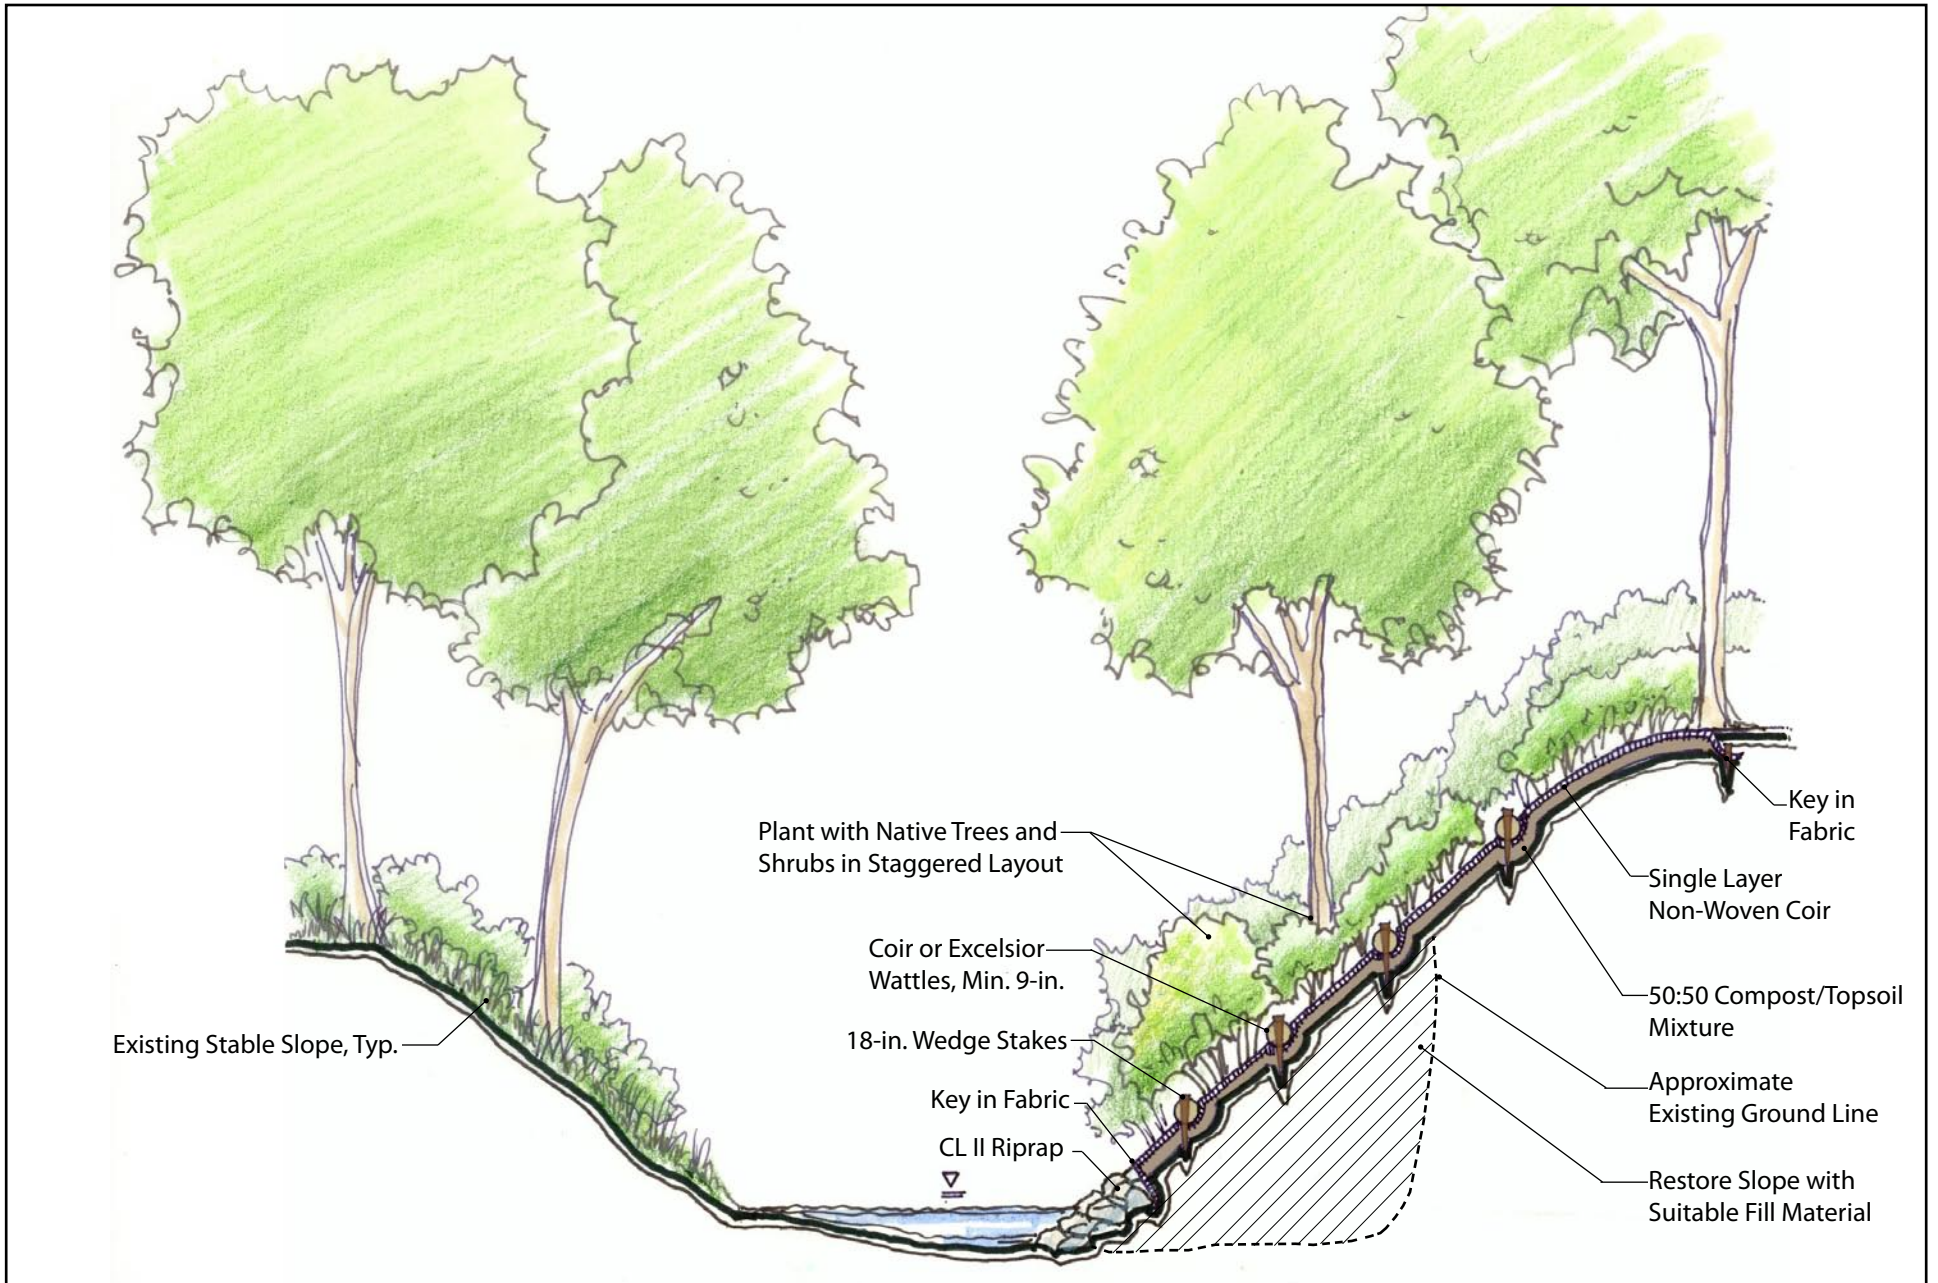 Plant with Native Trees and
Shrubs in Staggered Layout
Coir or Excelsior
Wattles, Min. 9-in.
18-in. Wedge Stakes
Key in Fabric
CL II Riprap
Existing Stable Slope, Typ.
Key in
Fabric
Single Layer
Non-Woven Coir
50:50 Compost/Topsoil
Mixture
Approximate
Existing Ground Line
Restore Slope with
Suitable Fill Material